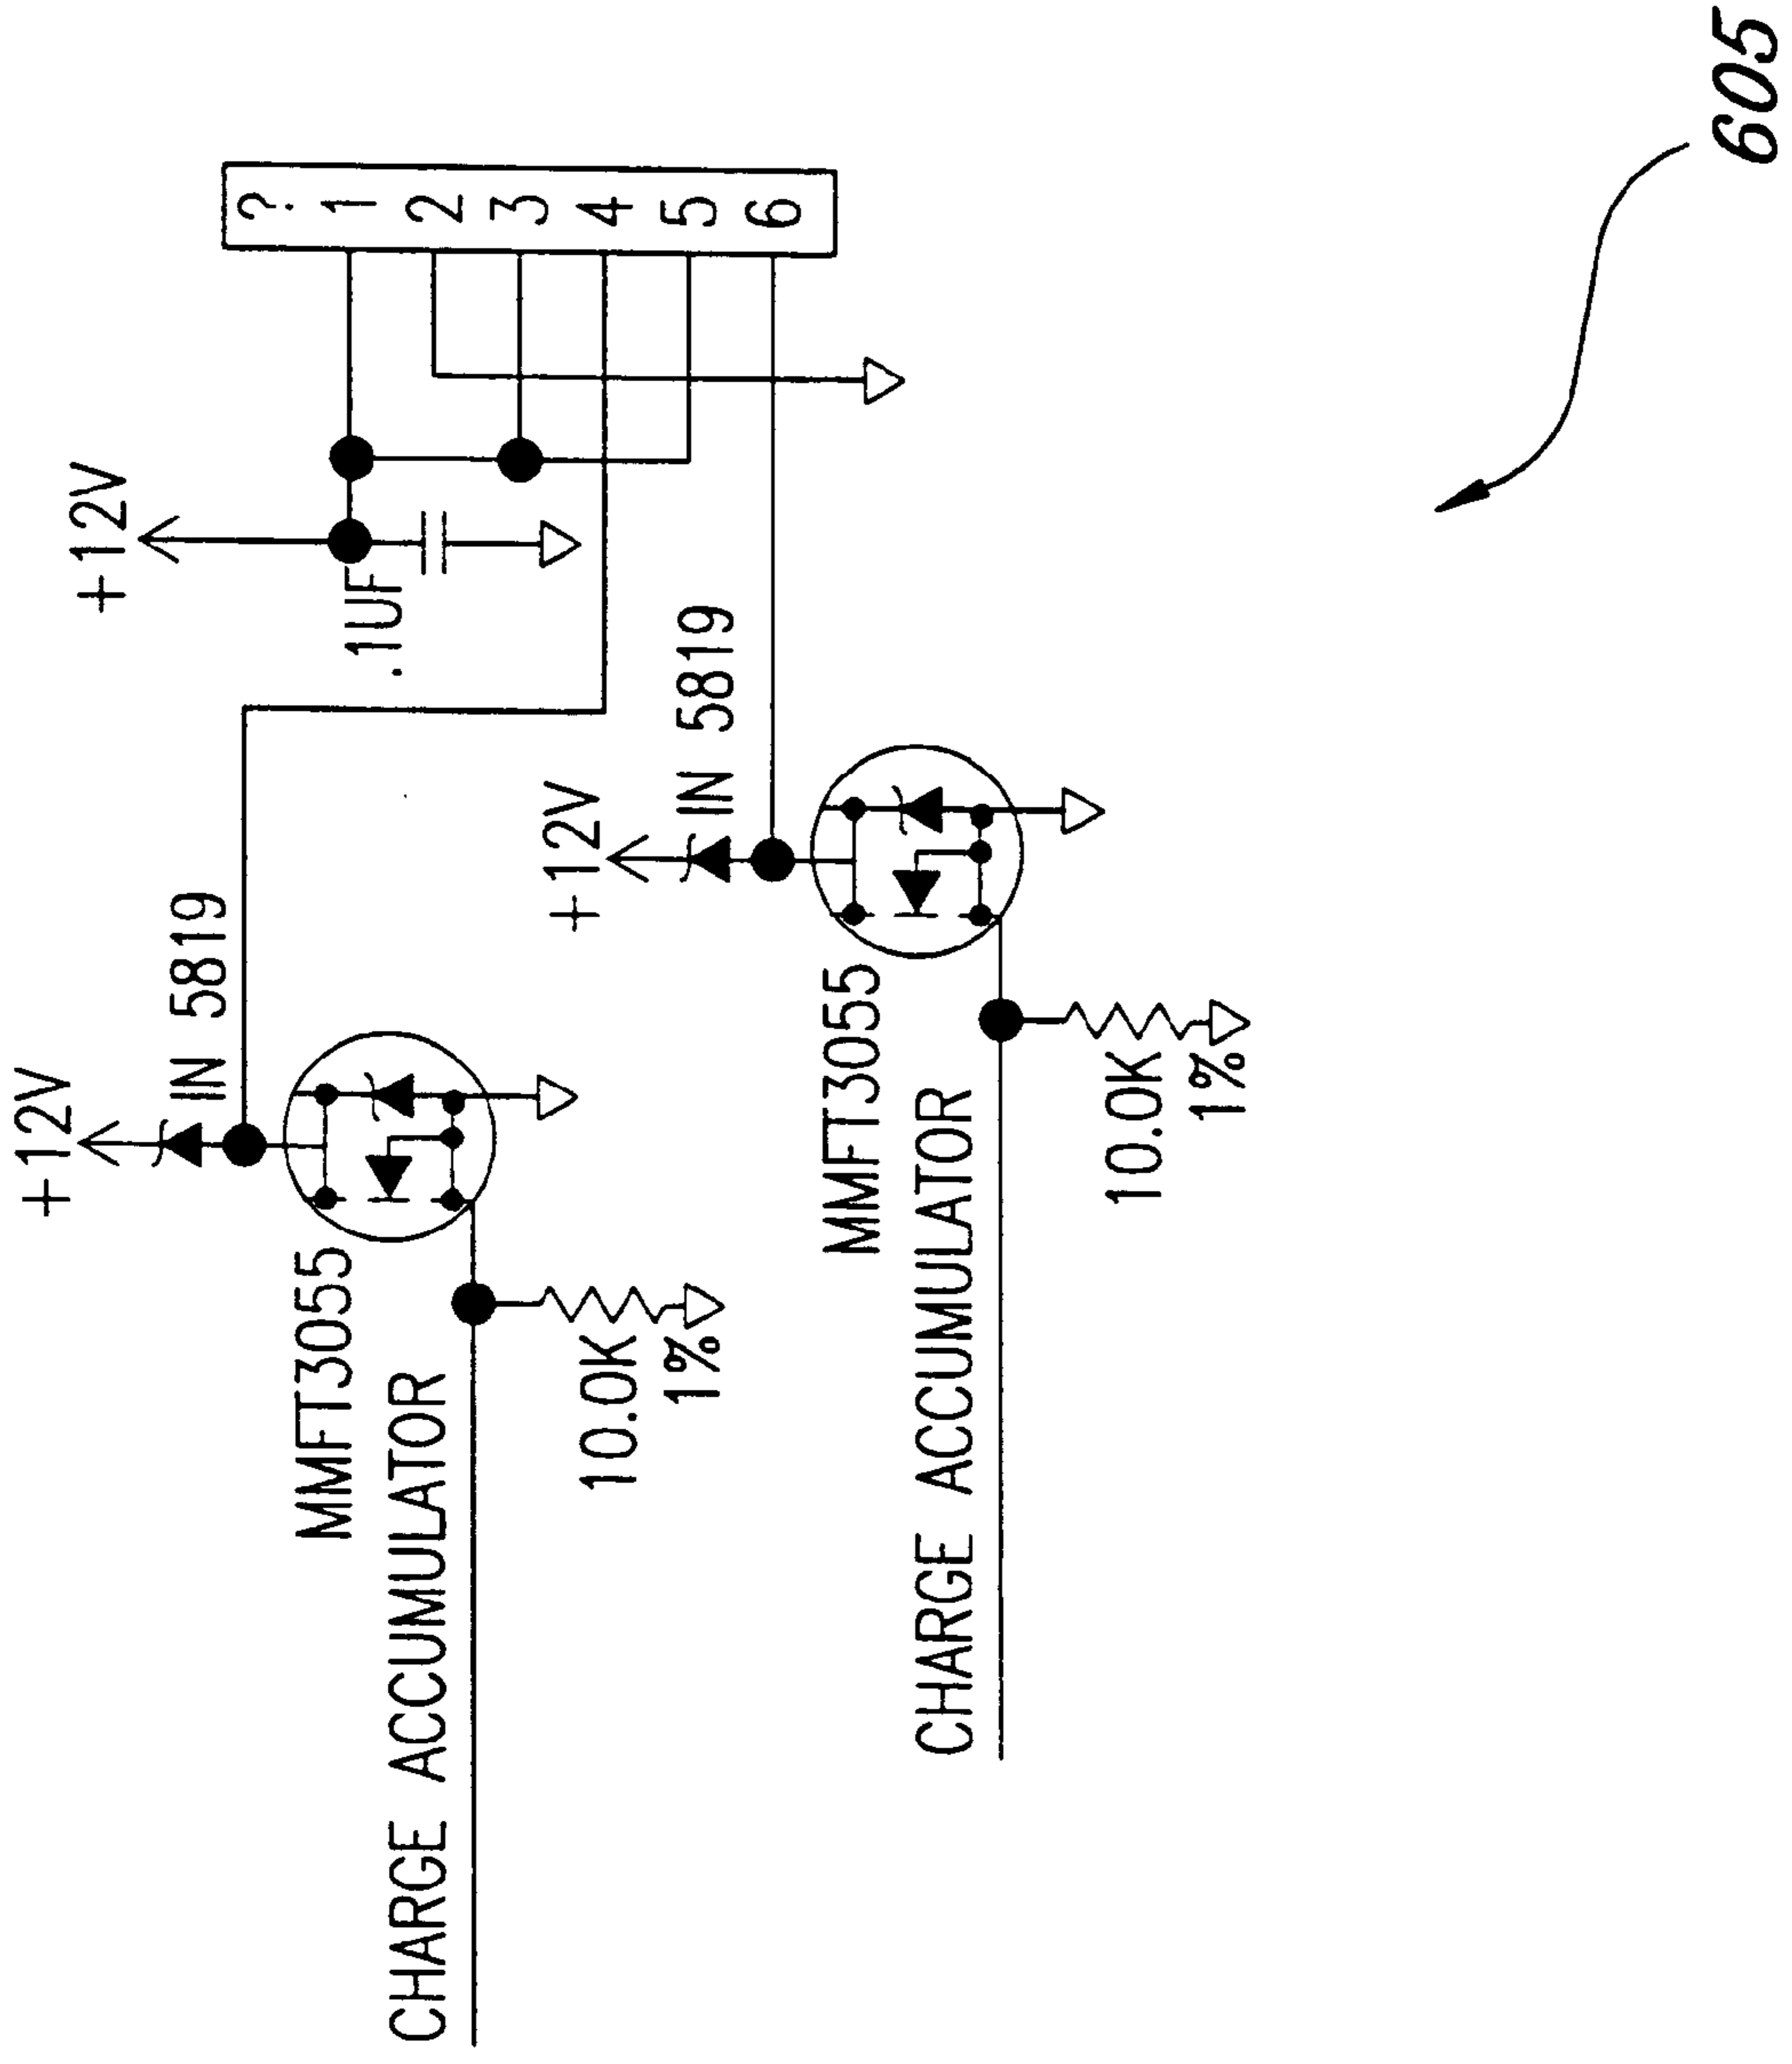 +12V
IN 5819
MMFT3055
CHARGE ACCUMULATOR
10.0K
1%
+12V
.1UF
+12V
IN 5819
MMFT3055
CHARGE ACCUMULATOR
10.0K
1%
?
1
2
3
4
5
6
605